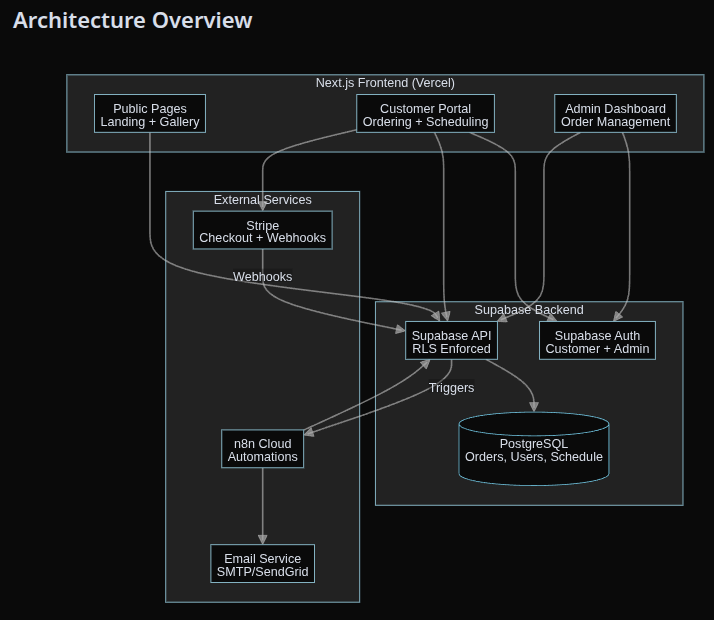 Architecture Overview
Next.js Frontend (Vercel)
Public Pages
Landing + Gallery
Customer Portal
Ordering + Scheduling
Admin Dashboard
Order Management
External Services
Stripe
Checkout + Webhooks
Webhooks
Supabase Backend
Supabase API
RLS Enforced
Supabase Auth
Customer + Admin
Triggers
n8n Cloud
Automations
PostgreSQL
Orders, Users, Schedule
Email Service
SMTP/SendGrid